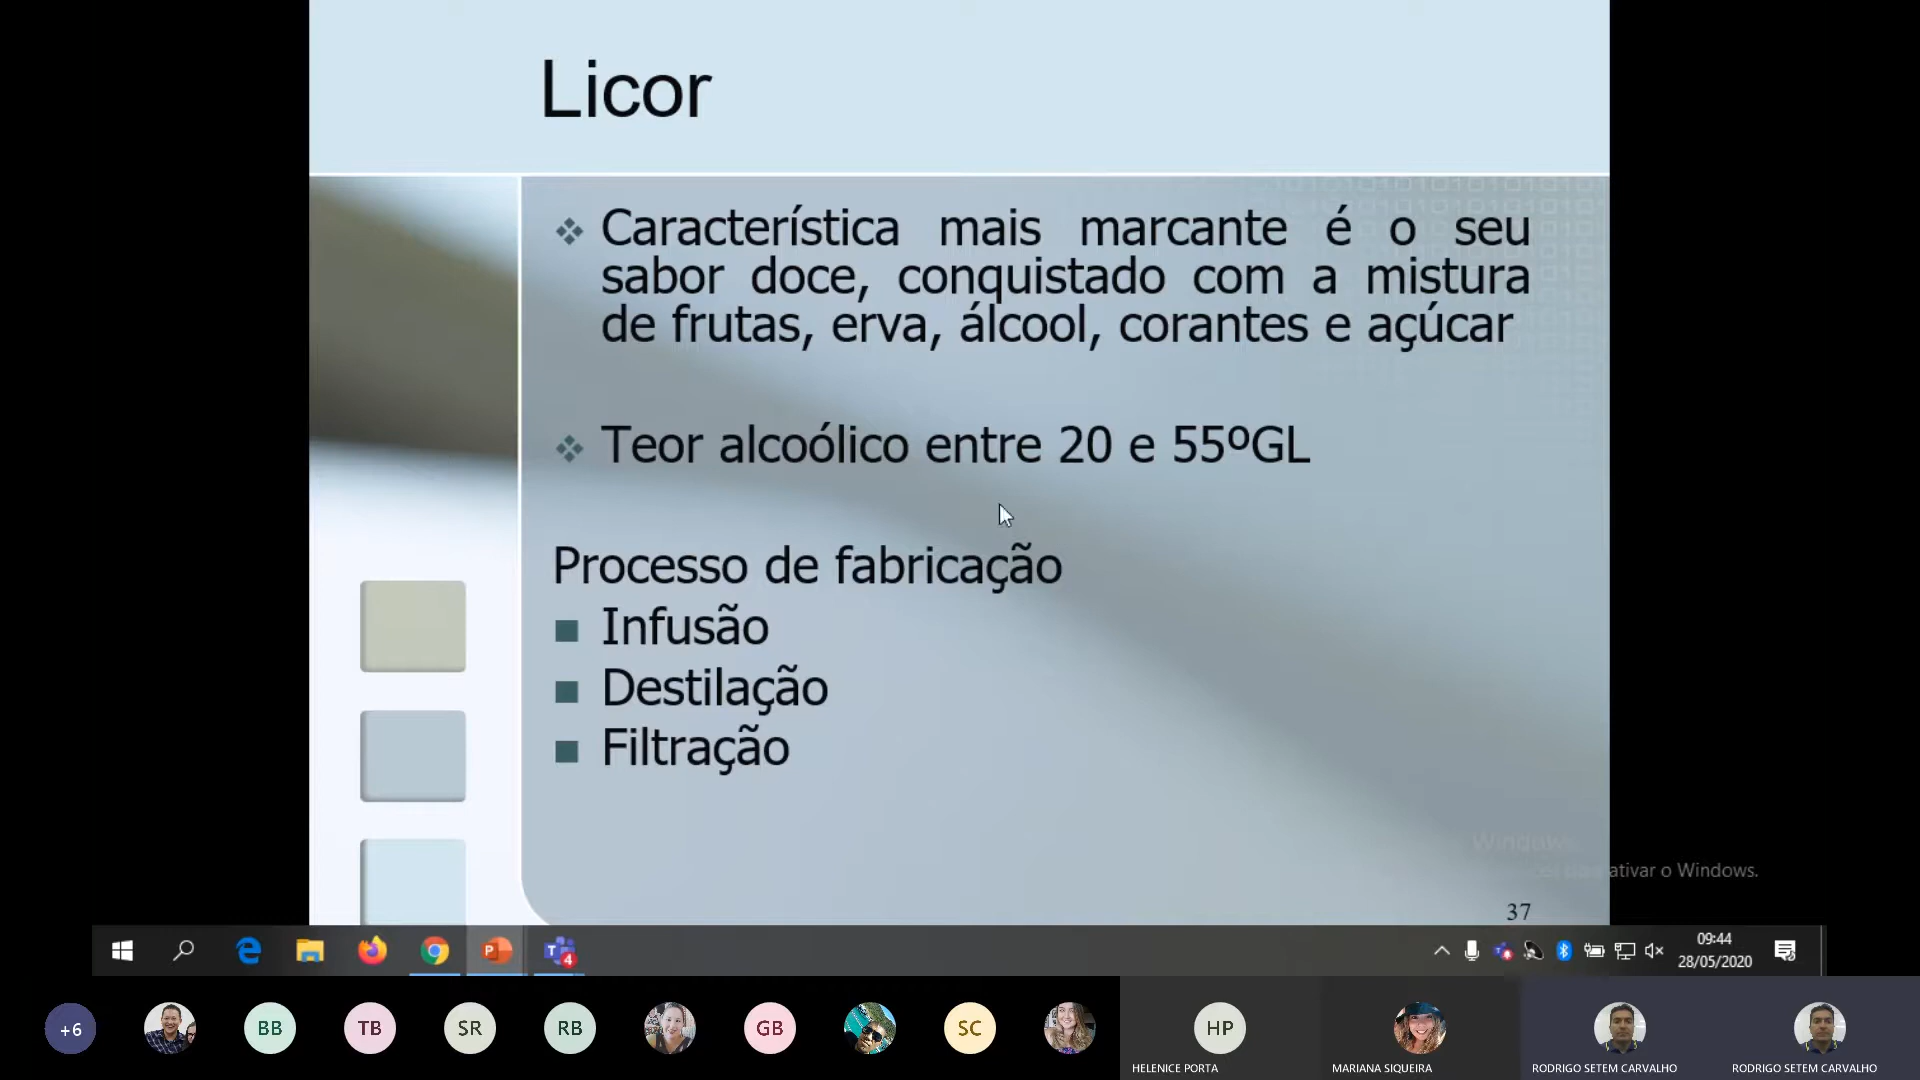 Licor
Característica mais marcante é o seu
sabor doce, conquistado com a mistura
de frutas, erva, álcool, corantes e açúcar
Teor alcoólico entre 20 e 55ºGL
Processo de fabricação
Infusão
Destilação
Filtração
Windows
ativar o Windows.
37
4
09:44
28/05/2020
+6
BB
TB
SR
RB
GB
SC
HP
HELENICE PORTA
MARIANA SIQUEIRA
RODRIGO SETEM CARVALHO
RODRIGO SETEM CARVALHO